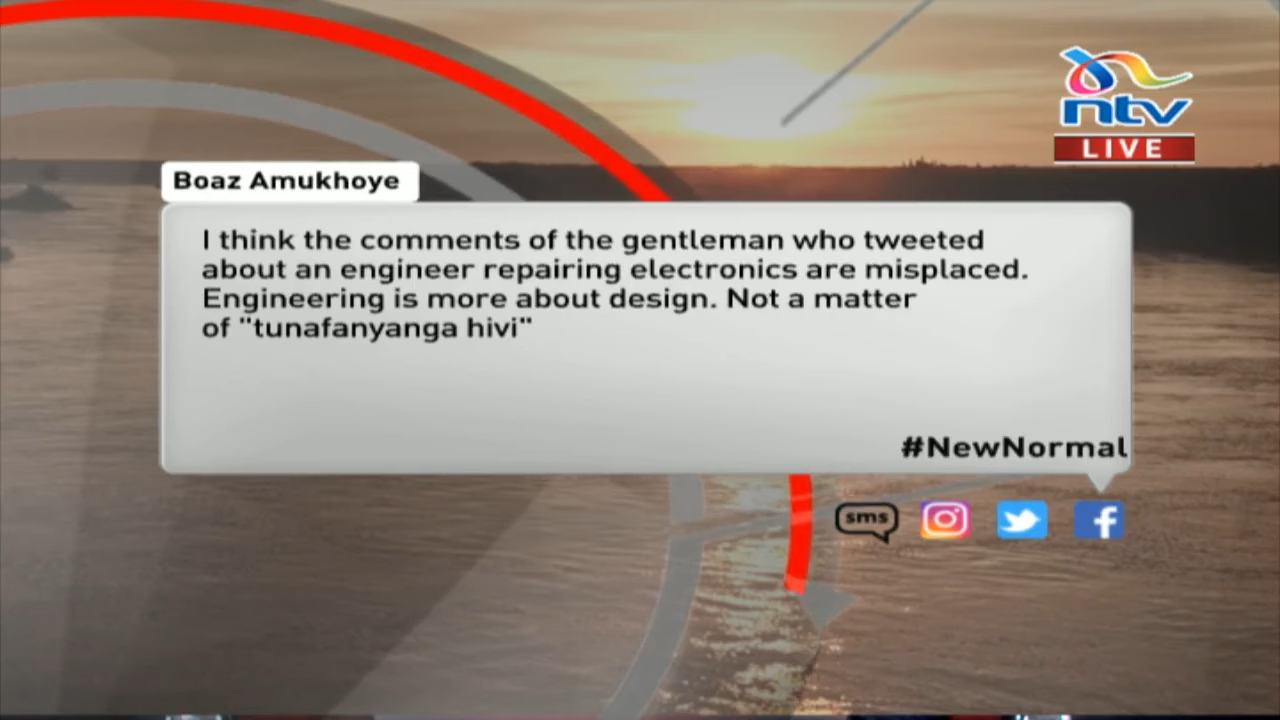 ntv
LIVE
Boaz Amukhoye
I think the comments of the gentleman who tweeted
about an engineer repairing electronics are misplaced.
Engineering is more about design. Not a matter
of "tunafanyanga hivi"
#NewNormal
sms